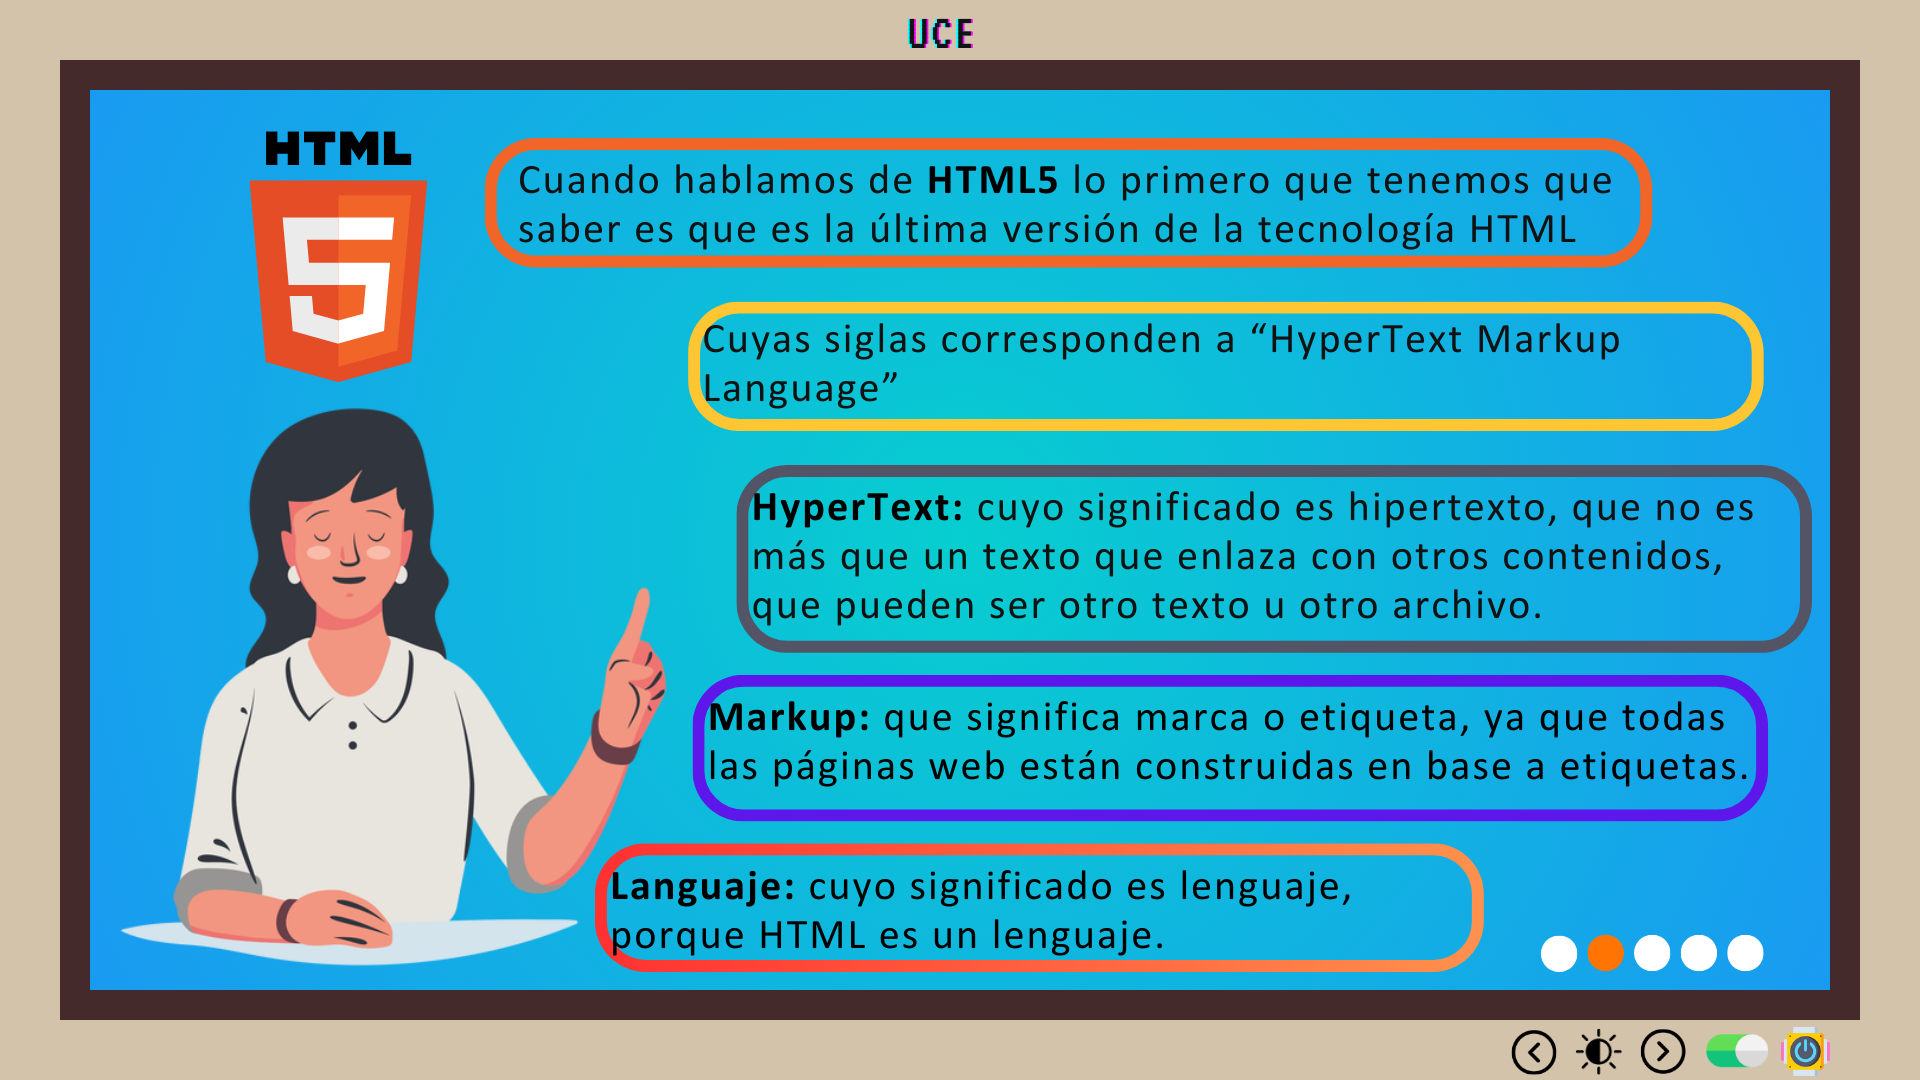 UCE
HTML
5
Cuando hablamos de HTML5 lo primero que tenemos que
saber es que es la última versión de la tecnología HTML
Cuyas siglas corresponden a “HyperText Markup
Language”
HyperText: cuyo significado es hipertexto, que no es
más que un texto que enlaza con otros contenidos,
que pueden ser otro texto u otro archivo.
Markup: que significa marca o etiqueta, ya que todas
las páginas web están construidas en base a etiquetas.
Languaje: cuyo significado es lenguaje,
porque HTML es un lenguaje.